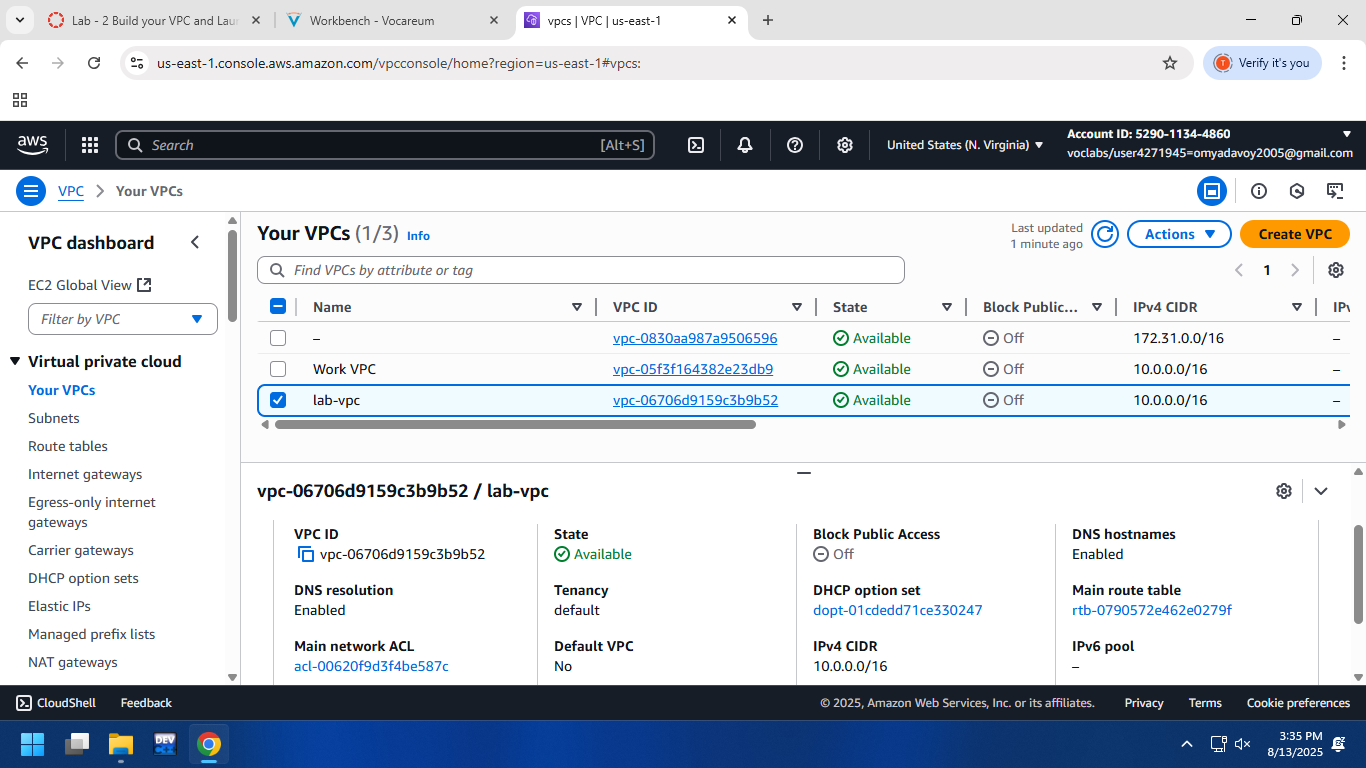 Lab - 2 Build your VPC and Lau
Workbench - Vocareum
vpcs | VPC | us-east-1
us-east-1.console.aws.amazon.com/vpcconsole/home?region=us-east-1#vpcs:
T
Verify it's you
aws
Search
[Alt+S]
United States (N. Virginia)
Account ID: 5290-1134-4860
voclabs/user4271945=omyadavoy2005@gmail.com
VPC
Your VPCs
VPC dashboard
EC2 Global View
Filter by VPC
Virtual private cloud
Your VPCs
Subnets
Route tables
Internet gateways
Egress-only internet
gateways
Carrier gateways
DHCP option sets
Elastic IPs
Managed prefix lists
NAT gateways
Your VPCs (1/3) Info
Last updated
1 minute ago
Actions
Create VPC
Find VPCs by attribute or tag
1
Name VPC ID State Block Public... IPv4 CIDR IPv
– vpc-0830aa987a9506596 Available Off 172.31.0.0/16 –
Work VPC vpc-05f3f164382e23db9 Available Off 10.0.0.0/16 –
lab-vpc vpc-06706d9159c3b9b52 Available Off 10.0.0.0/16 –
vpc-06706d9159c3b9b52 / lab-vpc
VPC ID
vpc-06706d9159c3b9b52
State
Available
Block Public Access
Off
DNS hostnames
Enabled
DNS resolution
Enabled
Tenancy
default
DHCP option set
dopt-01cdedd71ce330247
Main route table
rtb-0790572e462e0279f
Main network ACL
acl-00620f9d3f4be587c
Default VPC
No
IPv4 CIDR
10.0.0.0/16
IPv6 pool
–
CloudShell
Feedback
© 2025, Amazon Web Services, Inc. or its affiliates.
Privacy
Terms
Cookie preferences
DEV
3:35 PM
8/13/2025